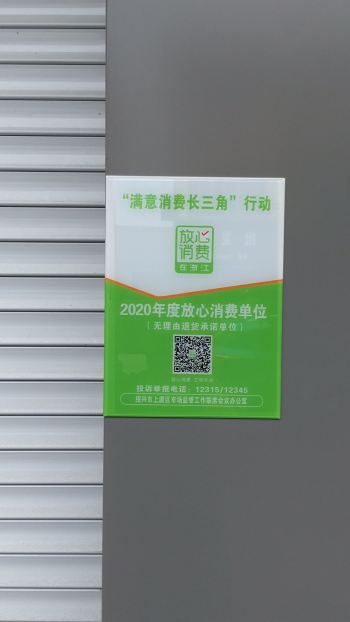 “满意消费长三角”行动
放心
消费
在浙江
2020年度放心消费单位
（无理由退货承诺单位）
投诉举报电话：12315/12345
绍兴市上虞区市场监管工作联席会议办公室